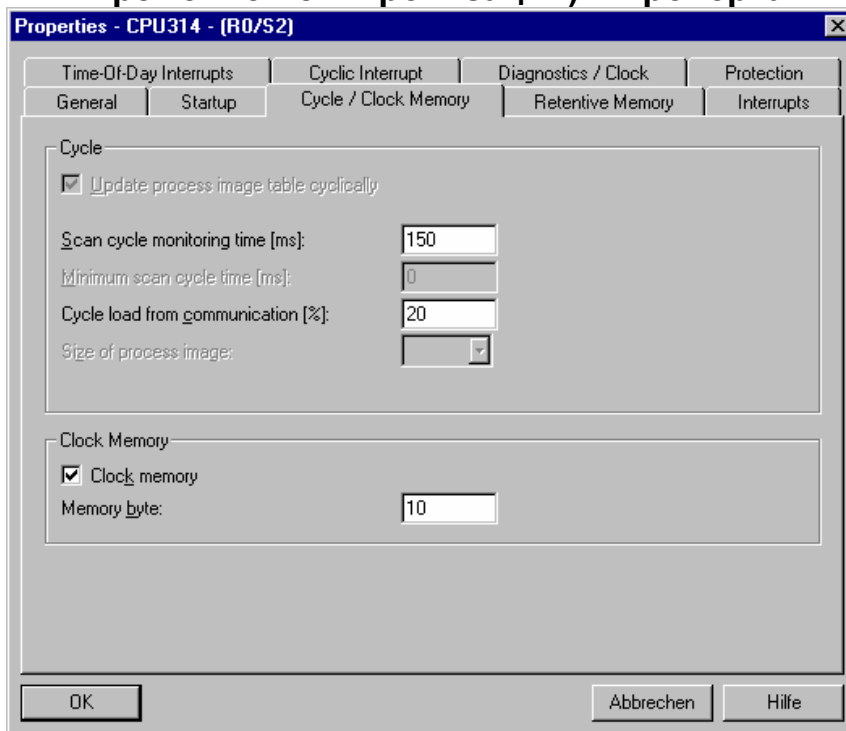 Properties - CPU314 - (R0/S2)
Time-Of-Day Interrupts Cyclic Interrupt Diagnostics / Clock Protection
General Startup Cycle / Clock Memory Retentive Memory Interrupts
Cycle
Update process image table cyclically
Scan cycle monitoring time [ms]: 150
Minimum scan cycle time [ms]: 0
Cycle load from communication [%]: 20
Size of process image:
Clock Memory
Clock memory
Memory byte: 10
OK Abbrechen Hilfe